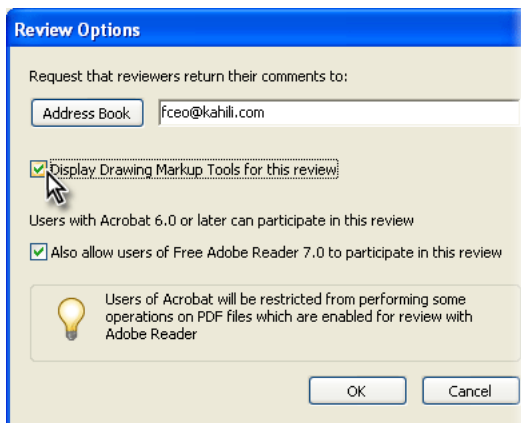 Review Options
Request that reviewers return their comments to:
Address Book fceo@kahili.com
Display Drawing Markup Tools for this review
Users with Acrobat 6.0 or later can participate in this review
Also allow users of Free Adobe Reader 7.0 to participate in this review
Users of Acrobat will be restricted from performing some
operations on PDF files which are enabled for review with
Adobe Reader
OK Cancel